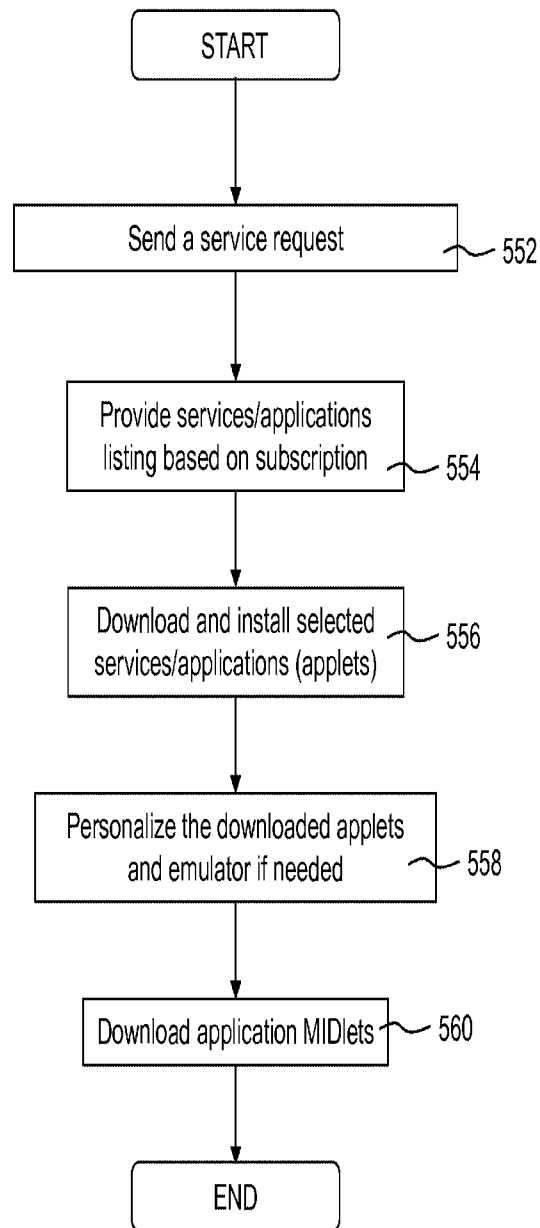 START
Send a service request
552
Provide services/applications
listing based on subscription
554
Download and install selected
services/applications (applets)
556
Personalize the downloaded applets
and emulator if needed
558
Download application MIDlets
560
END